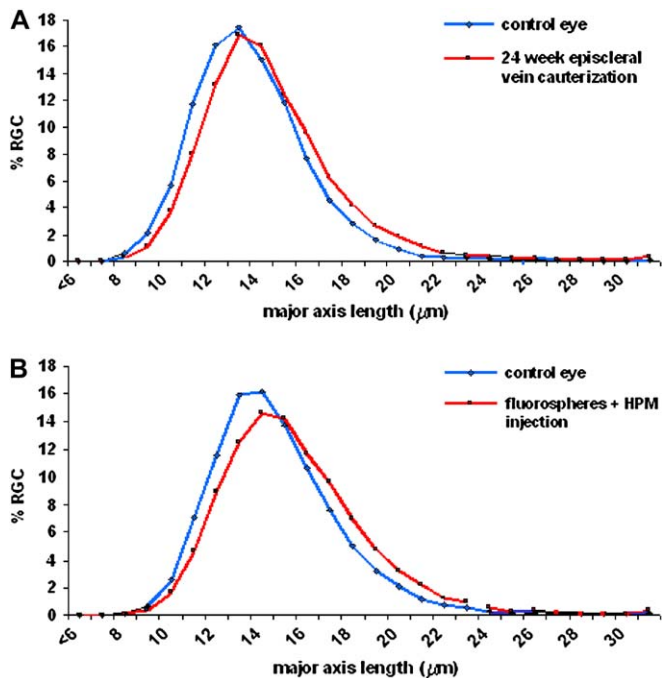 A
18
16
14
12
10
8
6
4
2
0
% RGC
control eye
24 week episcleral
vein cauterization
<6 8 10 12 14 16 18 20 22 24 26 28 30
major axis length (μm)
B
18
16
14
12
10
8
6
4
2
0
% RGC
control eye
fluorospheres + HPM
injection
<6 8 10 12 14 16 18 20 22 24 26 28 30
major axis length (μm)